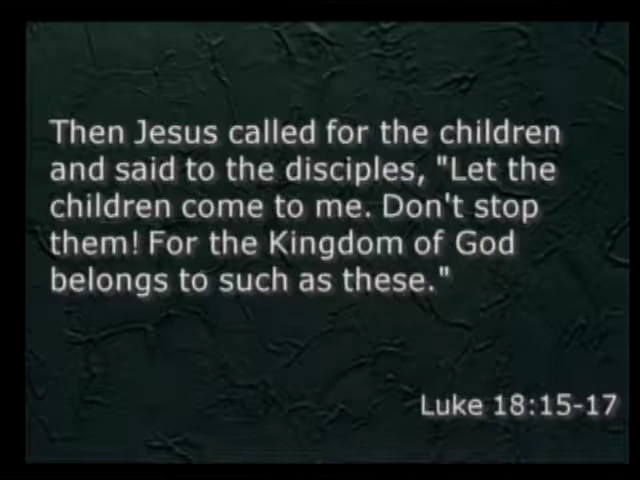 Then Jesus called for the children
and said to the disciples, "Let the
children come to me. Don't stop
them! For the Kingdom of God
belongs to such as these."
Luke 18:15-17